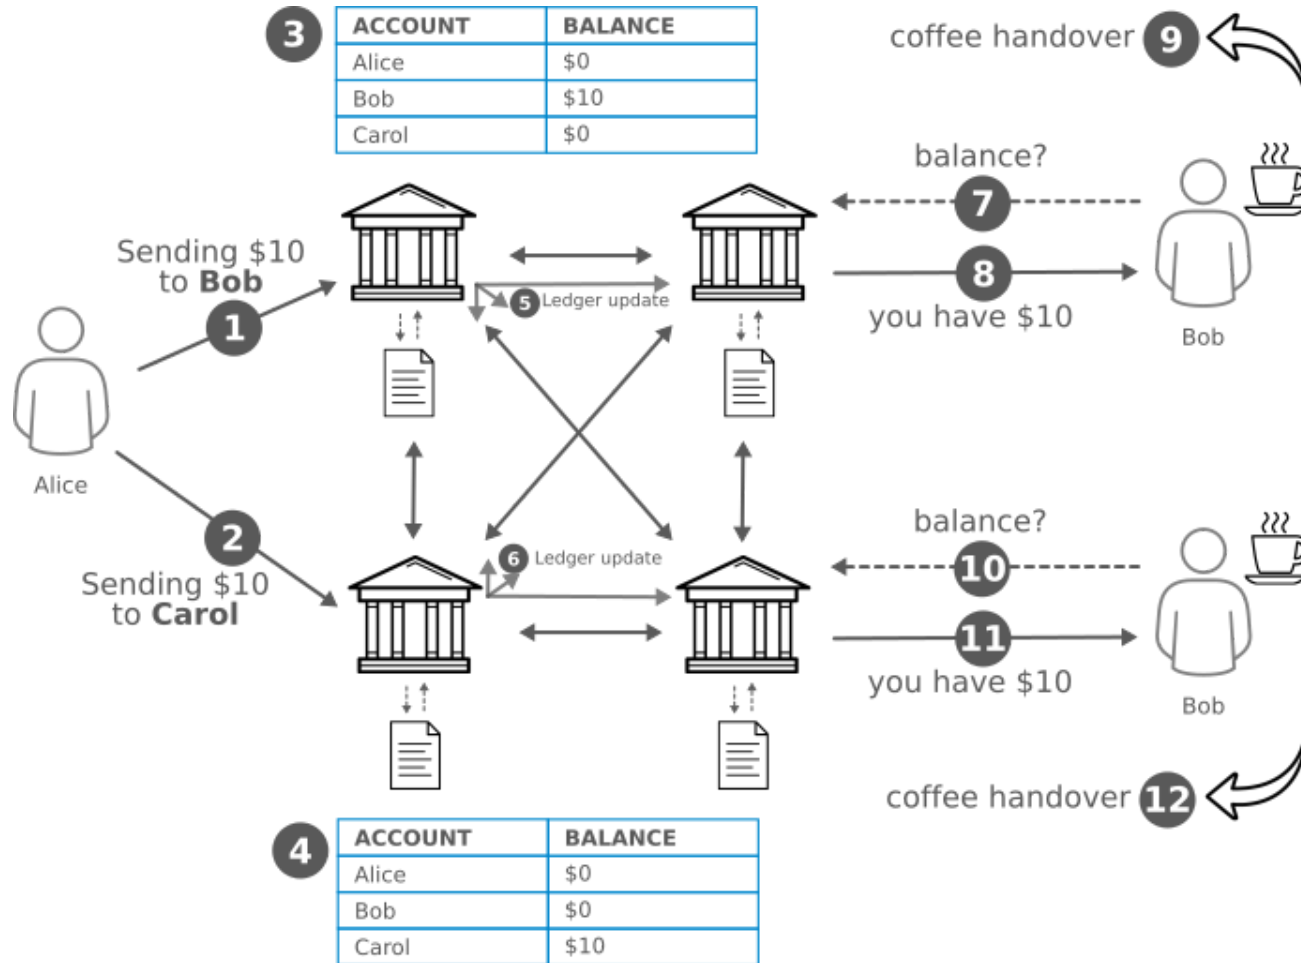 3
ACCOUNT BALANCE
Alice $0
Bob $10
Carol $0
coffee handover 9
balance?
7
8
you have $10
Bob
Sending $10
to Bob
1
5 Ledger update
Alice
2
Sending $10
to Carol
6 Ledger update
balance?
10
11
you have $10
Bob
coffee handover 12
4
ACCOUNT BALANCE
Alice $0
Bob $0
Carol $10